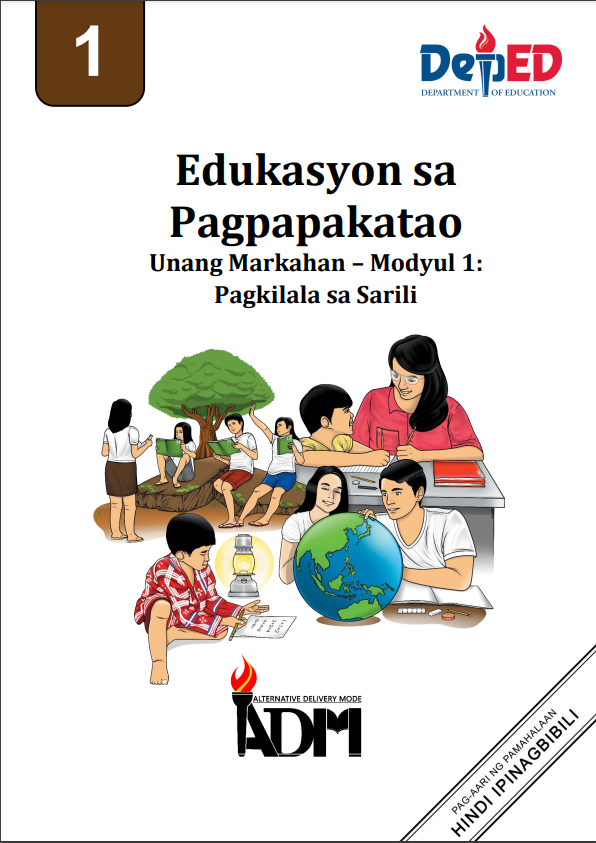 1
DepED
DEPARTMENT OF EDUCATION
Edukasyon sa
Pagpapakatao
Unang Markahan – Modyul 1:
Pagkilala sa Sarili
ALTERNATIVE DELIVERY MODE
ADM
PAG-AARI NG PAMAHALAAN
HINDI IPINAGBIBILI